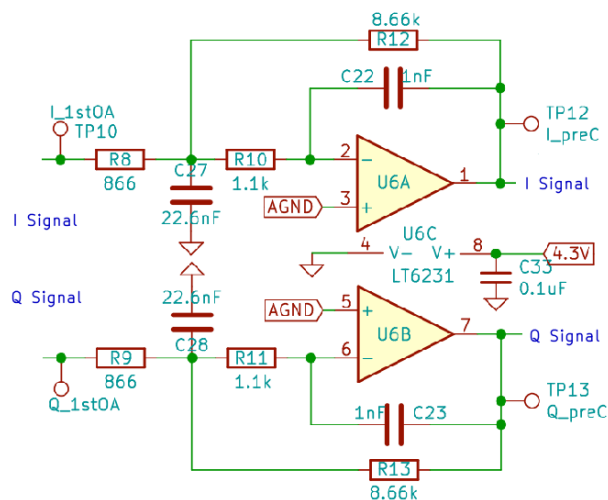 8.66k
R12
C22
1nF
I_1stOA
TP10
TP12
I_preC
R8
866
C27
R10
1.1k
2
3
1
U6A
AGND
I Signal
I Signal
22.6nF
U6C
4
V-
V+
8
LT6231
4.3V
C33
0.1uF
Q Signal
22.6nF
AGND
5
6
7
U6B
Q Signal
C28
R9
866
R11
1.1k
Q_1stOA
1nF
C23
TP13
Q_preC
R13
8.66k